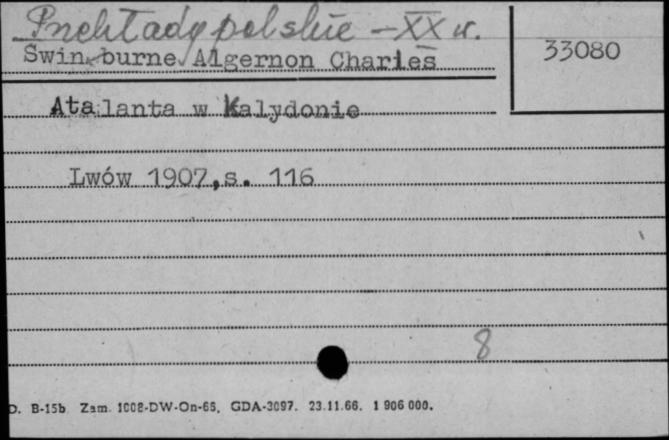 Przekłady polskie – XX w.
Swinburne Algernon Charles
33080
Atalanta w Kalydonie
Lwów 1907, s. 116
8
D. B-15b Zam. 1008-DW-On-66, GDA-3097. 23.11.66. 1 906 000.